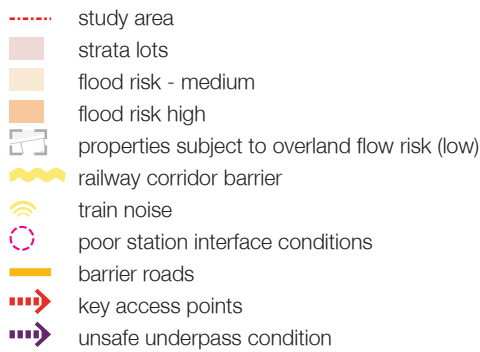 study area
strata lots
flood risk - medium
flood risk high
properties subject to overland flow risk (low)
railway corridor barrier
train noise
poor station interface conditions
barrier roads
key access points
unsafe underpass condition